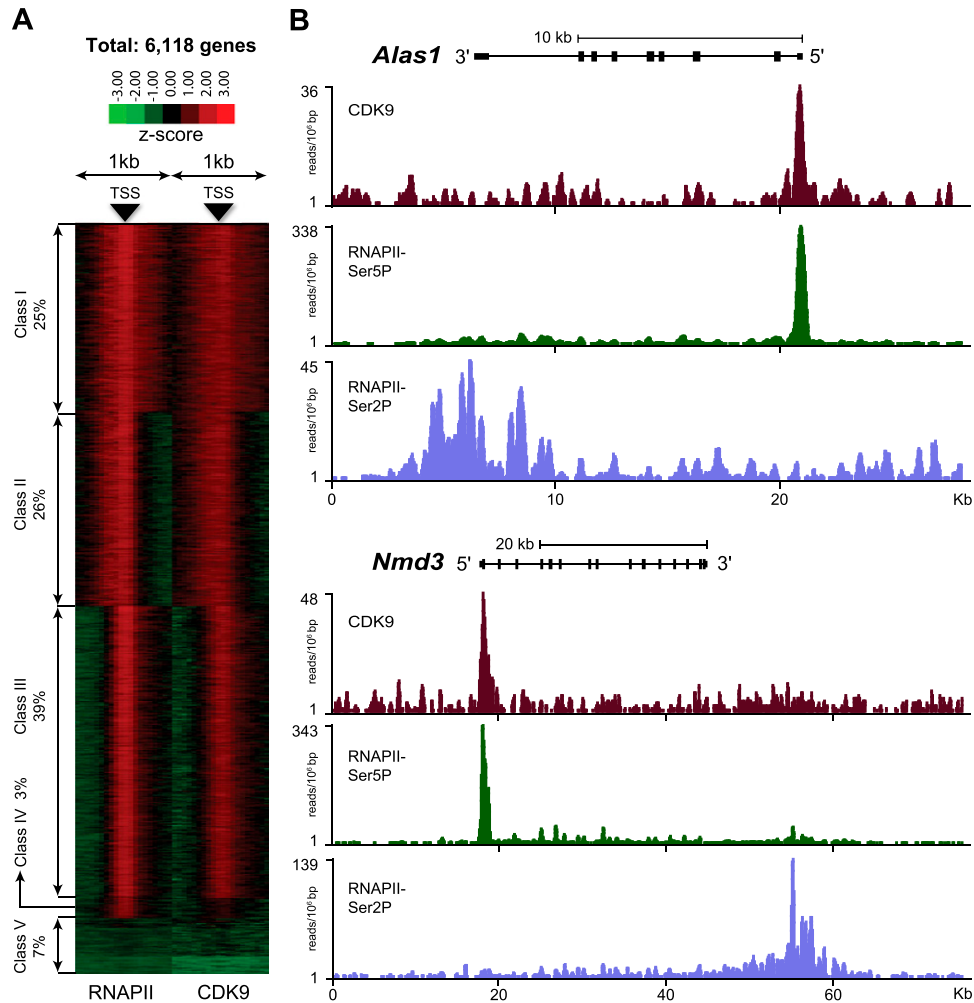 A
Total: 6,118 genes
-3.00 -2.00 -1.00 0.00 1.00 2.00 3.00
z-score
1kb 1kb
TSS TSS
Class I
25%
Class II
26%
Class III
39%
Class IV 3%
Class V
7%
RNAPII CDK9
B
10 kb
Alas1 3' 5'
36
reads/10⁶ bp
1
CDK9
338
reads/10⁶ bp
1
RNAPII-
Ser5P
45
reads/10⁶ bp
1
RNAPII-
Ser2P
0 10 20 Kb
20 kb
Nmd3 5' 3'
48
reads/10⁶ bp
1
CDK9
343
reads/10⁶ bp
1
RNAPII-
Ser5P
139
reads/10⁶ bp
1
RNAPII-
Ser2P
0 20 40 60 Kb